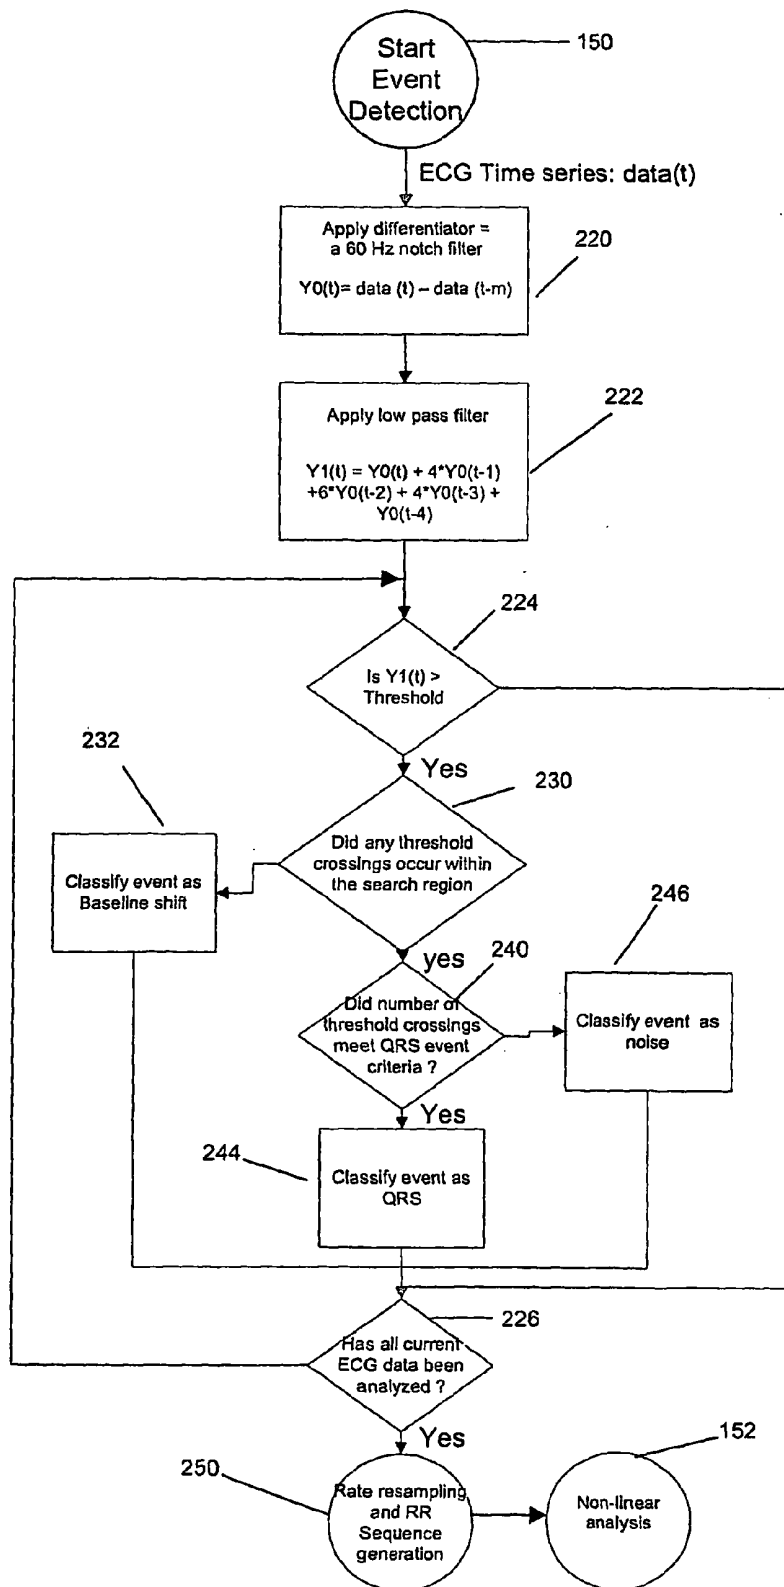 Start
Event
Detection
150
ECG Time series: data(t)
Apply differentiator =
a 60 Hz notch filter
Y0(t)= data (t) – data (t-m)
220
Apply low pass filter
Y1(t) = Y0(t) + 4*Y0(t-1)
+6*Y0(t-2) + 4*Y0(t-3) +
Y0(t-4)
222
224
Is Y1(t) >
Threshold
Yes
232
230
Did any threshold
crossings occur within
the search region
Classify event as
Baseline shift
246
yes
240
Did number of
threshold crossings
meet QRS event
criteria ?
Classify event as
noise
Yes
244
Classify event as
QRS
226
Has all current
ECG data been
analyzed ?
Yes
152
250
Rate resampling
and RR
Sequence
generation
Non-linear
analysis